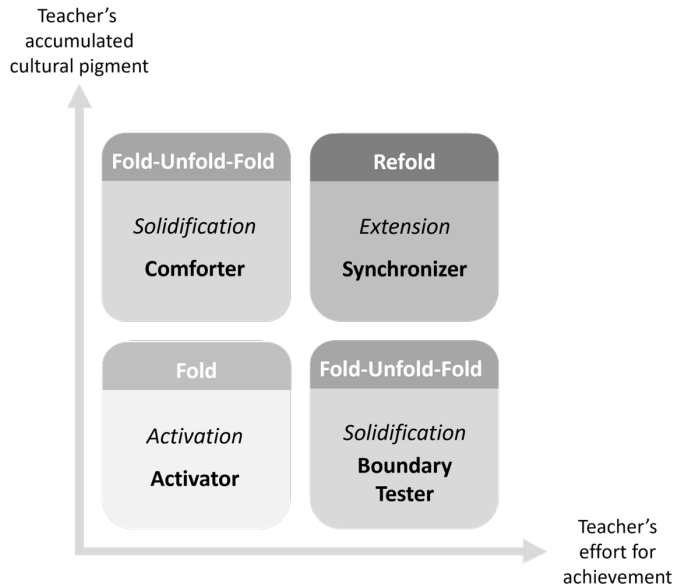 Teacher’s
accumulated
cultural pigment
Fold-Unfold-Fold
Solidification
Comforter
Refold
Extension
Synchronizer
Fold
Activation
Activator
Fold-Unfold-Fold
Solidification
Boundary
Tester
Teacher’s
effort for
achievement